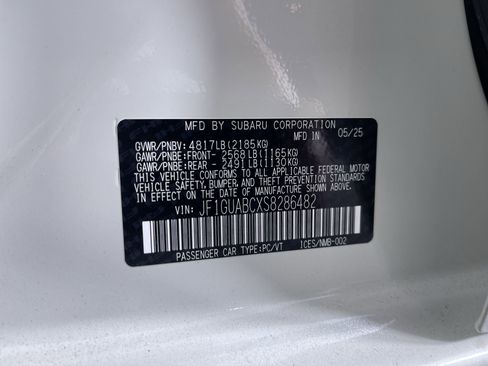 MFD BY SUBARU CORPORATION
MFD IN 05/25
GVWR/PNBV: 4817LB(2185KG)
GAWR/PNBE:FRONT- 2568LB(1165KG)
GAWR/PNBE:REAR - 2491LB(1130KG)
THIS VEHICLE CONFORMS TO ALL APPLICABLE FEDERAL MOTOR
VEHICLE SAFETY, BUMPER, AND THEFT PREVENTION STANDARDS
IN EFFECT ON THE DATE OF MANUFACTURE SHOWN ABOVE.
VIN: JF1GUABCXS8286482
PASSENGER CAR TYPE:PC/VT ICES/NMB-002